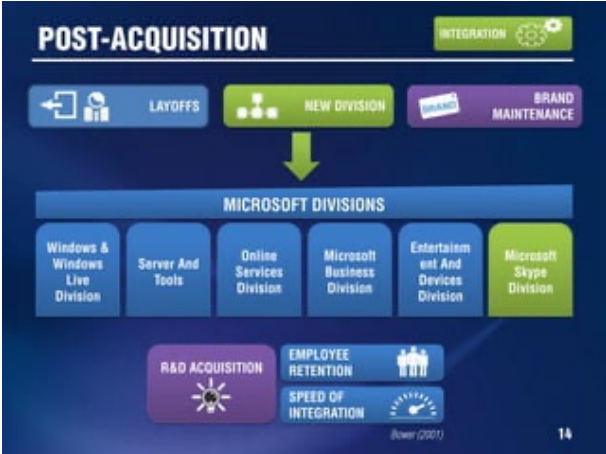 POST-ACQUISITION
INTEGRATION
LAYOFFS
NEW DIVISION
BRAND
BRAND
MAINTENANCE
MICROSOFT DIVISIONS
Windows &
Windows
Live
Division
Server And
Tools
Online
Services
Division
Microsoft
Business
Division
Entertainm
ent And
Devices
Division
Microsoft
Skype
Division
R&D ACQUISITION
EMPLOYEE
RETENTION
SPEED OF
INTEGRATION
Bower (2001)
14